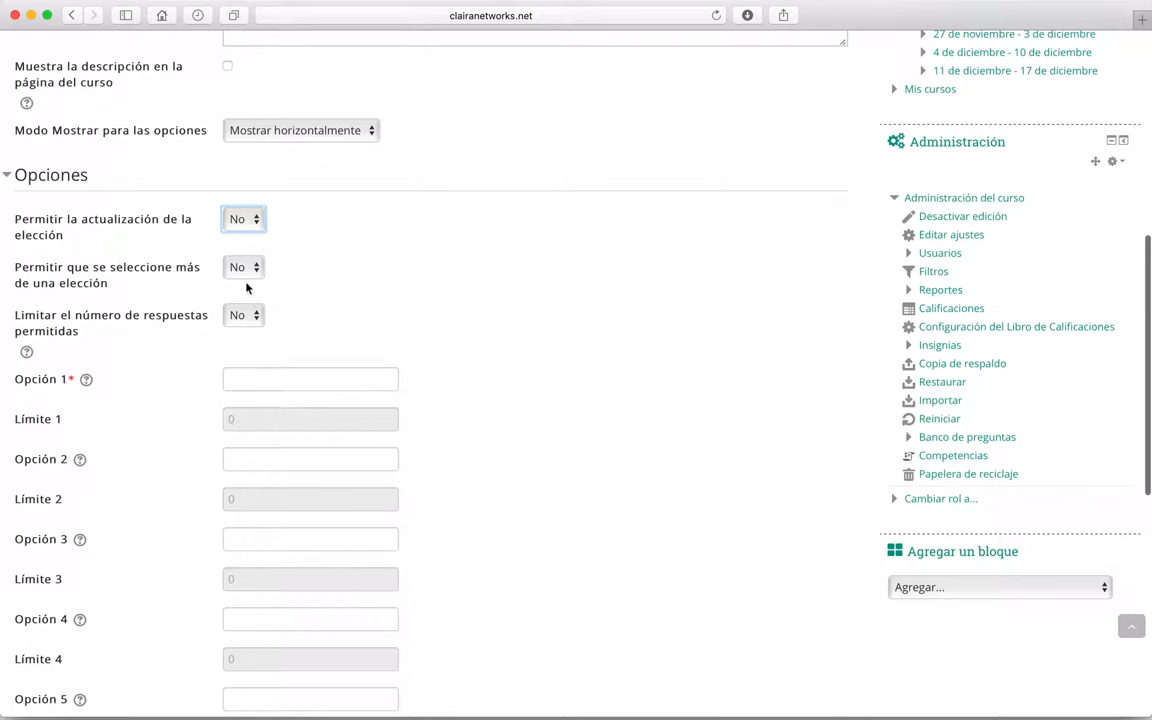 clairanetworks.net
Muestra la descripción en la
página del curso
Modo Mostrar para las opciones
Mostrar horizontalmente
Opciones
Permitir la actualización de la
elección
No
Permitir que se seleccione más
de una elección
No
Limitar el número de respuestas
permitidas
No
Opción 1*
Límite 1
0
Opción 2
Límite 2
0
Opción 3
Límite 3
0
Opción 4
Límite 4
0
Opción 5
27 de noviembre - 3 de diciembre
4 de diciembre - 10 de diciembre
11 de diciembre - 17 de diciembre
Mis cursos
Administración
Administración del curso
Desactivar edición
Editar ajustes
Usuarios
Filtros
Reportes
Calificaciones
Configuración del Libro de Calificaciones
Insignias
Copia de respaldo
Restaurar
Importar
Reiniciar
Banco de preguntas
Competencias
Papelera de reciclaje
Cambiar rol a...
Agregar un bloque
Agregar...